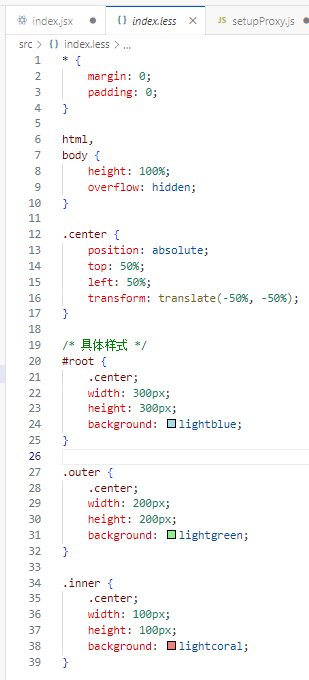 index.jsx
index.less
JS setupProxy.js
src > {} index.less > ...
1 * {
2 margin: 0;
3 padding: 0;
4 }
5
6 html,
7 body {
8 height: 100%;
9 overflow: hidden;
10 }
11
12 .center {
13 position: absolute;
14 top: 50%;
15 left: 50%;
16 transform: translate(-50%, -50%);
17 }
18
19 /* 具体样式 */
20 #root {
21 .center;
22 width: 300px;
23 height: 300px;
24 background: lightblue;
25 }
26
27 .outer {
28 .center;
29 width: 200px;
30 height: 200px;
31 background: lightgreen;
32 }
33
34 .inner {
35 .center;
36 width: 100px;
37 height: 100px;
38 background: lightcoral;
39 }